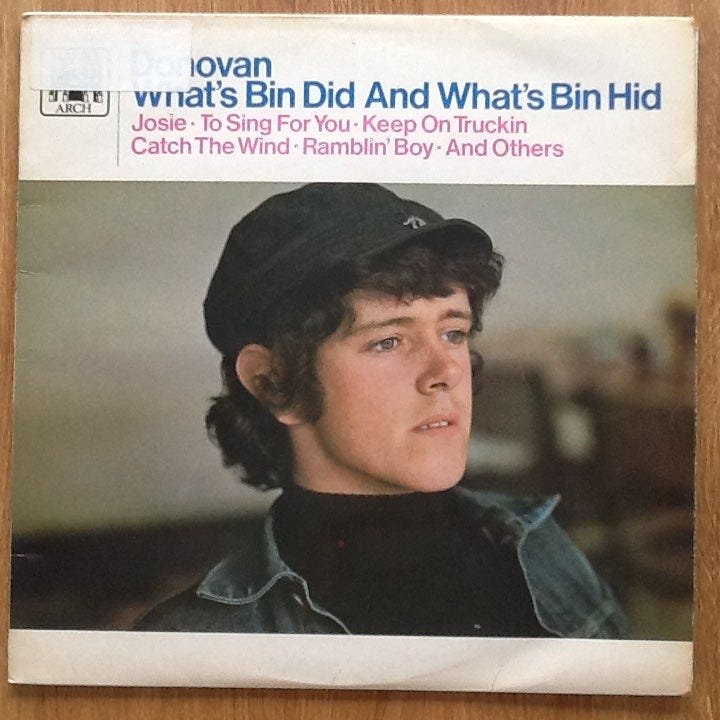 Donovan
What's Bin Did And What's Bin Hid
Josie · To Sing For You · Keep On Truckin
Catch The Wind · Ramblin' Boy · And Others
ARCH